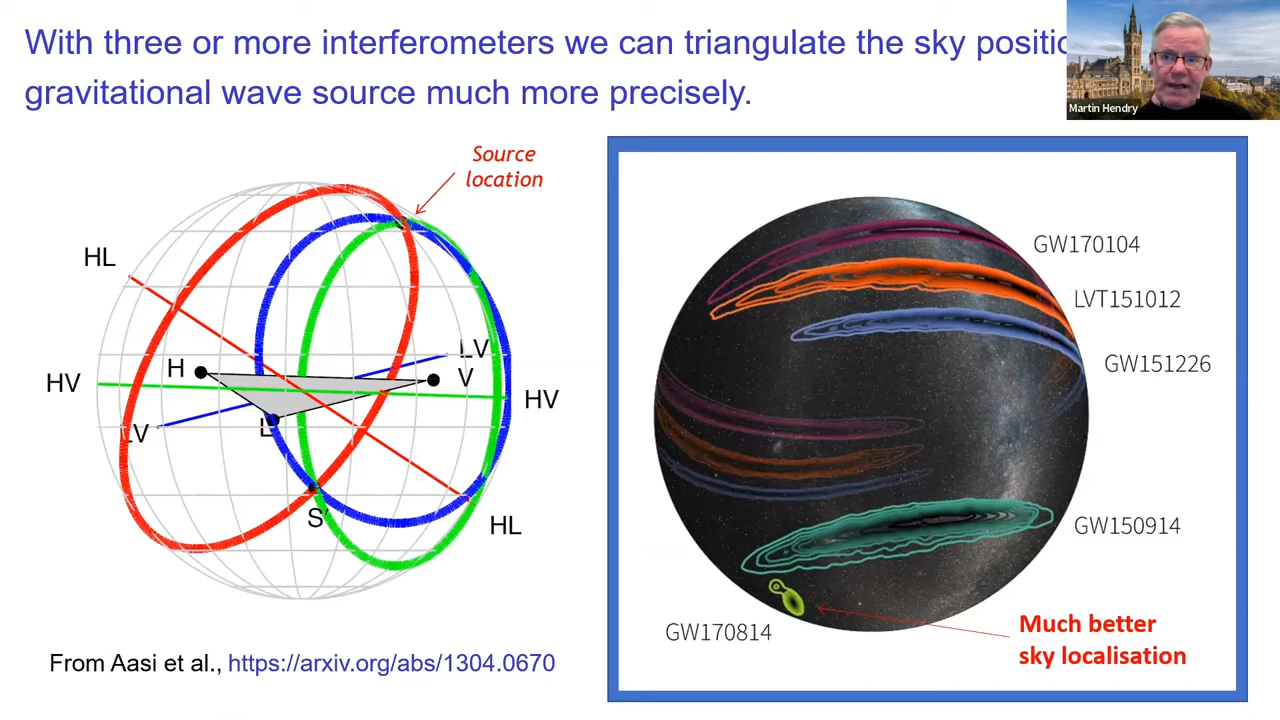 With three or more interferometers we can triangulate the sky
gravitational wave source much more precisely.
Martin Hendry
Source
location
HL
H
LV
V
HV
HV
LV
L
S′
HL
From Aasi et al., https://arxiv.org/abs/1304.0670
GW170104
LVT151012
GW151226
GW150914
GW170814
Much better
sky localisation